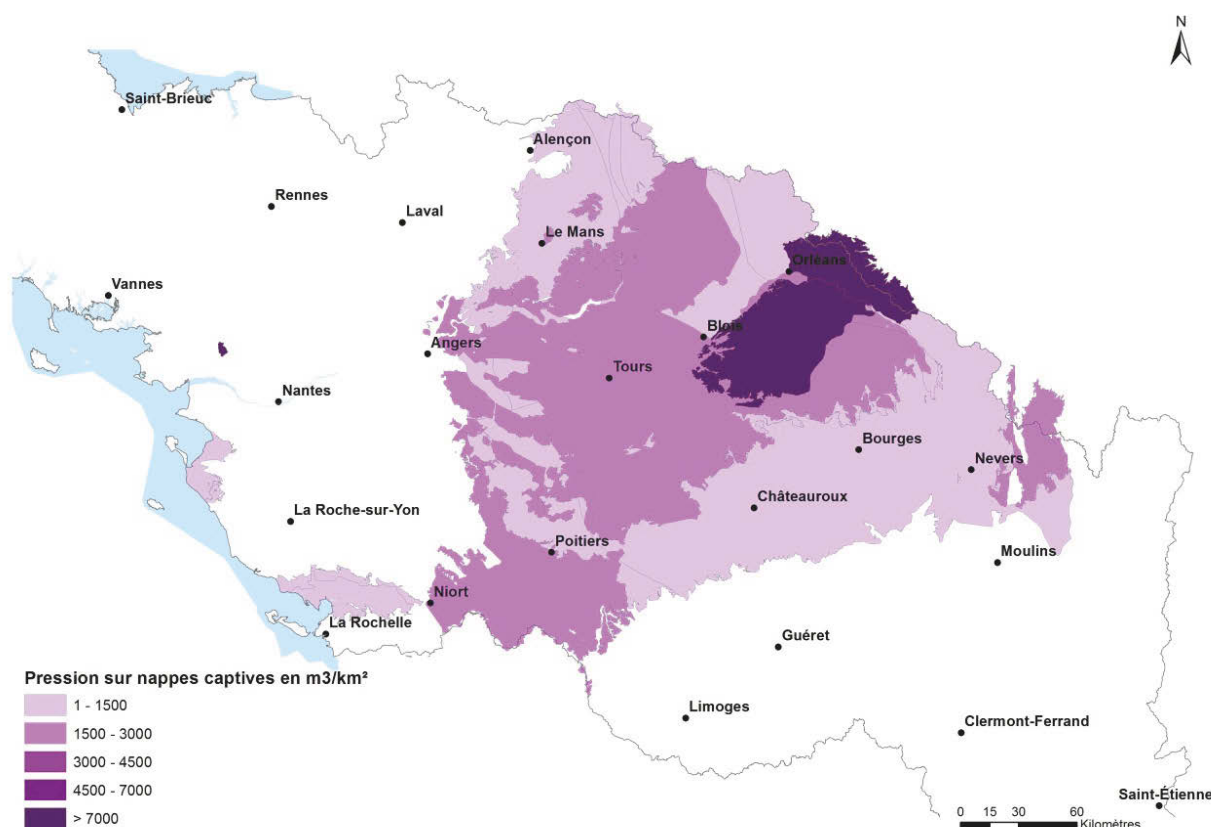 N
Saint-Brieuc
Alençon
Rennes
Laval
Le Mans
Orléans
Vannes
Blois
Angers
Tours
Nantes
Bourges
Nevers
Châteauroux
La Roche-sur-Yon
Poitiers
Moulins
Niort
La Rochelle
Guéret
Pression sur nappes captives en m3/km²
1 - 1500
1500 - 3000
3000 - 4500
4500 - 7000
> 7000
Limoges
Clermont-Ferrand
Saint-Étienne
0 15 30 60
Kilomètres